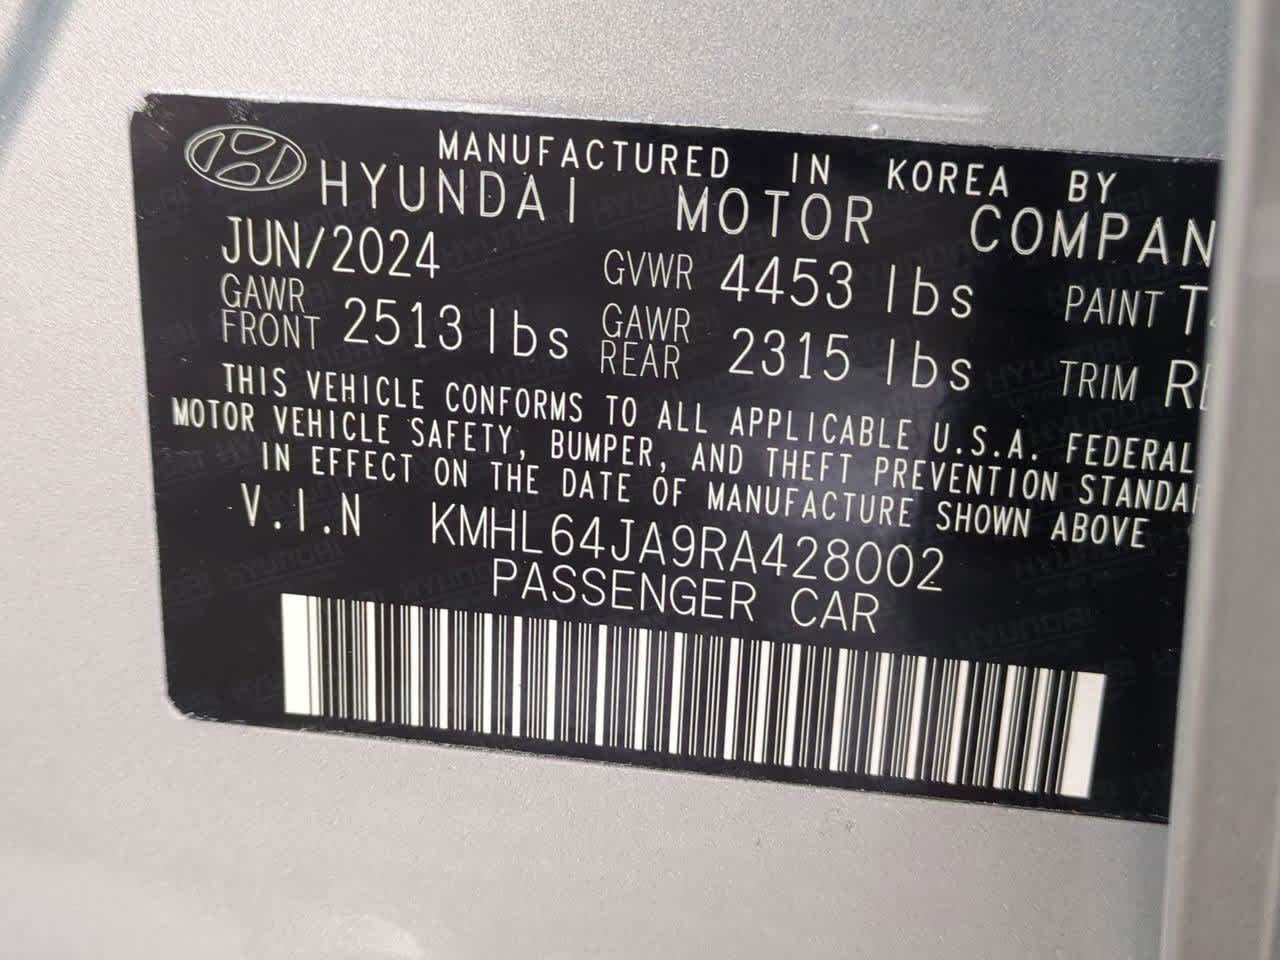 MANUFACTURED IN KOREA BY
HYUNDAI MOTOR COMPAN
JUN/2024 GVWR 4453 lbs PAINT T
GAWR FRONT 2513 lbs GAWR REAR 2315 lbs TRIM RE
THIS VEHICLE CONFORMS TO ALL APPLICABLE U.S.A. FEDERAL
MOTOR VEHICLE SAFETY, BUMPER, AND THEFT PREVENTION STANDA
IN EFFECT ON THE DATE OF MANUFACTURE SHOWN ABOVE
V.I.N KMHL64JA9RA428002
PASSENGER CAR